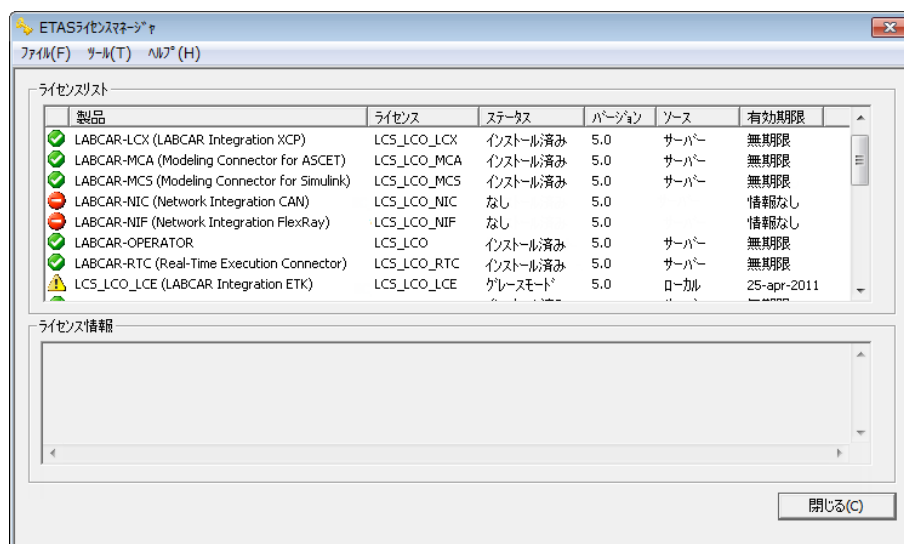 ETASライセンスマネージャ
ファイル(F) ツール(T) ヘルプ(H)
ライセンスリスト
製品 ライセンス ステータス バージョン ソース 有効期限
LABCAR-LCX (LABCAR Integration XCP) LCS_LCO_LCX インストール済み 5.0 サーバー 無期限
LABCAR-MCA (Modeling Connector for ASCET) LCS_LCO_MCA インストール済み 5.0 サーバー 無期限
LABCAR-MCS (Modeling Connector for Simulink) LCS_LCO_MCS インストール済み 5.0 サーバー 無期限
LABCAR-NIC (Network Integration CAN) LCS_LCO_NIC なし 5.0 情報なし
LABCAR-NIF (Network Integration FlexRay) LCS_LCO_NIF なし 5.0 情報なし
LABCAR-OPERATOR LCS_LCO インストール済み 5.0 サーバー 無期限
LABCAR-RTC (Real-Time Execution Connector) LCS_LCO_RTC インストール済み 5.0 サーバー 無期限
LCS_LCO_LCE (LABCAR Integration ETK) LCS_LCO_LCE グレースモード 5.0 ローカル 25-apr-2011
ライセンス情報
閉じる(C)